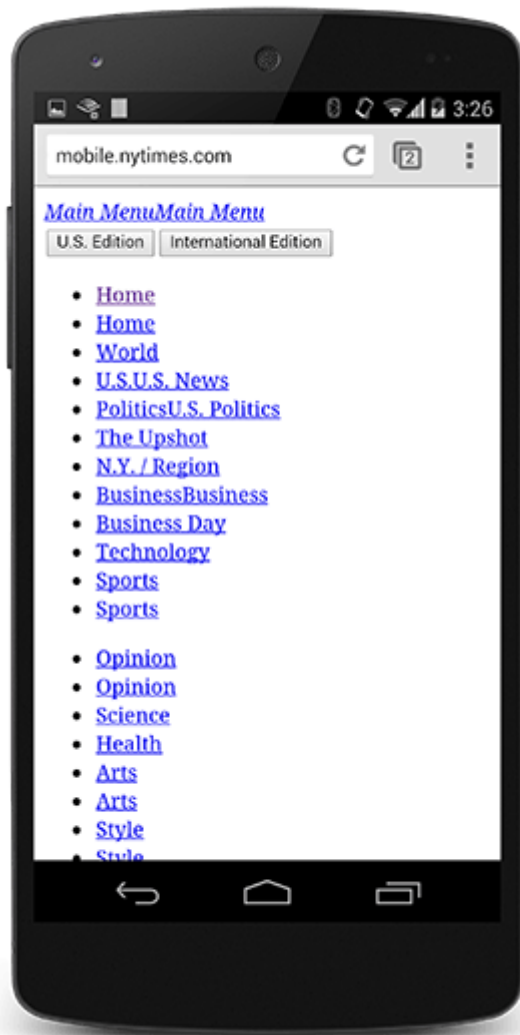 3:26
mobile.nytimes.com
2
Main MenuMain Menu
U.S. Edition International Edition
Home
Home
World
U.S.U.S. News
PoliticsU.S. Politics
The Upshot
N.Y. / Region
BusinessBusiness
Business Day
Technology
Sports
Sports
Opinion
Opinion
Science
Health
Arts
Arts
Style
Style